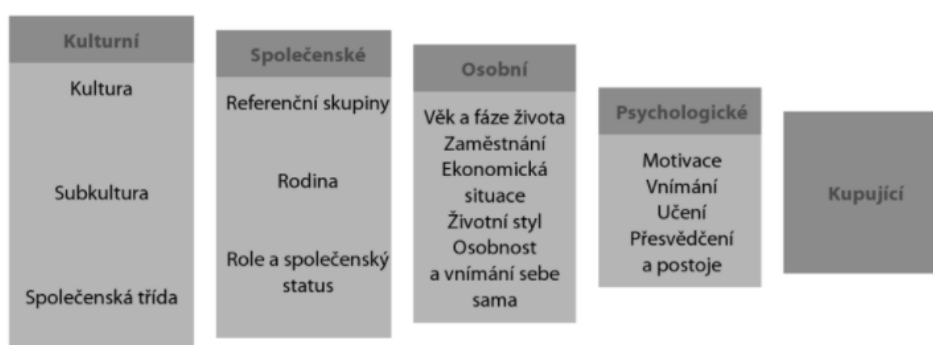 Kulturní
Kultura
Subkultura
Společenská třída
Společenské
Referenční skupiny
Rodina
Role a společenský
status
Osobní
Věk a fáze života
Zaměstnání
Ekonomická
situace
Životní styl
Osobnost
a vnímání sebe
sama
Psychologické
Motivace
Vnímání
Učení
Přesvědčení
a postoje
Kupující